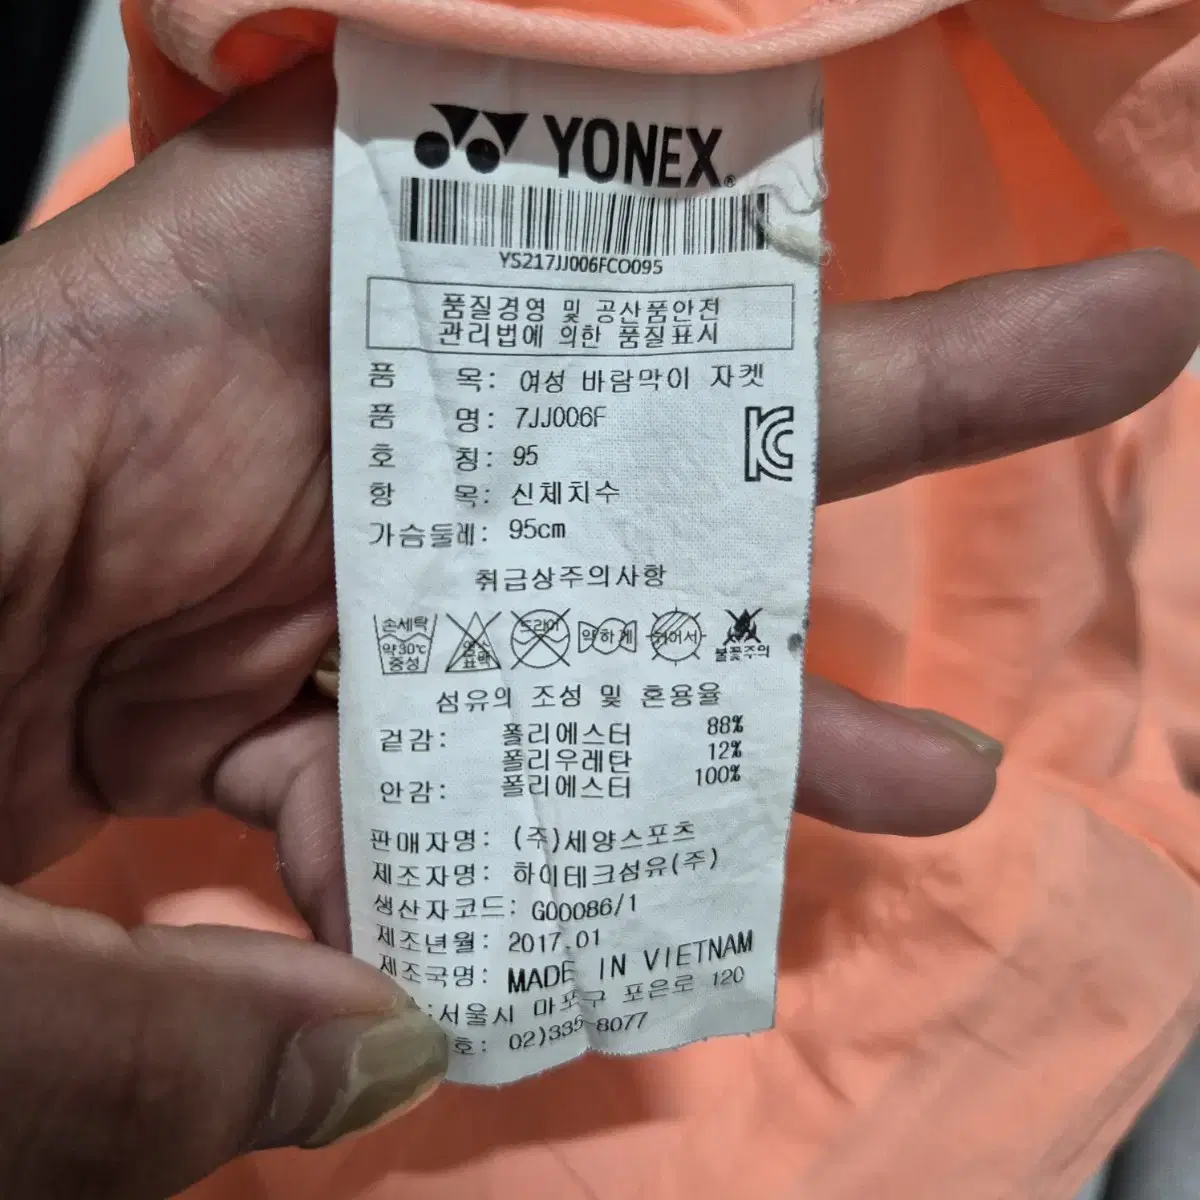 YONEX®
YS217JJ006FCO095
품질경영 및 공산품안전
관리법에 의한 품질표시
품 목: 여성 바람막이 자켓
품 명: 7JJ006F
호 칭: 95
항 목: 신체치수
가슴둘레: 95cm
취급상주의사항
손세탁 약30℃ 중성 염소 표백 드라이 약하게 뉘어서 불꽃주의
섬유의 조성 및 혼용율
겉감: 폴리에스터 88%
폴리우레탄 12%
안감: 폴리에스터 100%
판매자명: (주)세양스포츠
제조자명: 하이테크섬유(주)
생산자코드: G00086/1
제조년월: 2017.01
제조국명: MADE IN VIETNAM
:서울시 마포구 포은로 120
호: 02)335-8077